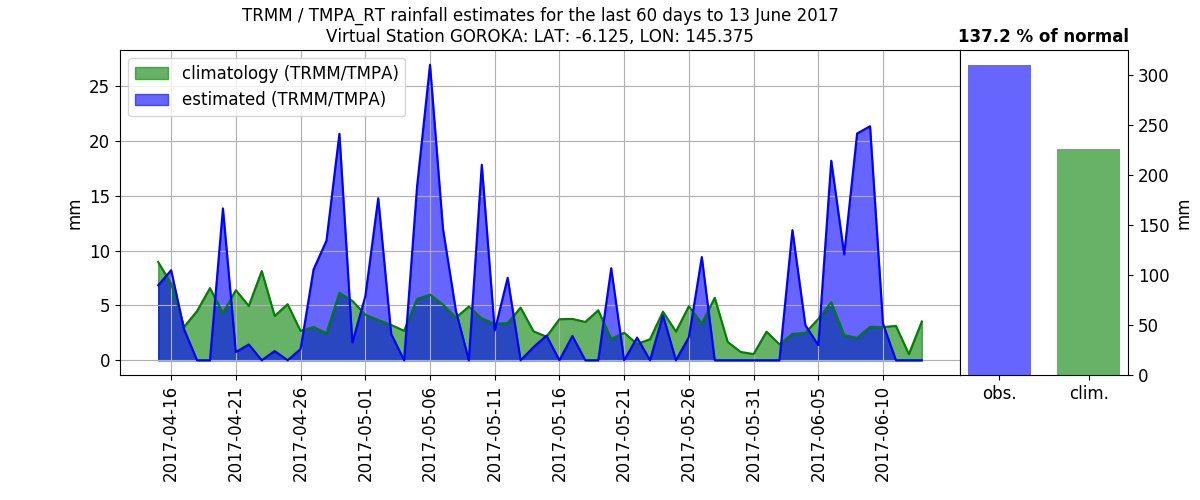 TRMM / TMPA_RT rainfall estimates for the last 60 days to 13 June 2017
Virtual Station GOROKA: LAT: -6.125, LON: 145.375
137.2 % of normal
climatology (TRMM/TMPA)
estimated (TRMM/TMPA)
mm
25
20
15
10
5
0
2017-04-16
2017-04-21
2017-04-26
2017-05-01
2017-05-06
2017-05-11
2017-05-16
2017-05-21
2017-05-26
2017-05-31
2017-06-05
2017-06-10
obs.
clim.
300
250
200
150
100
50
0
mm